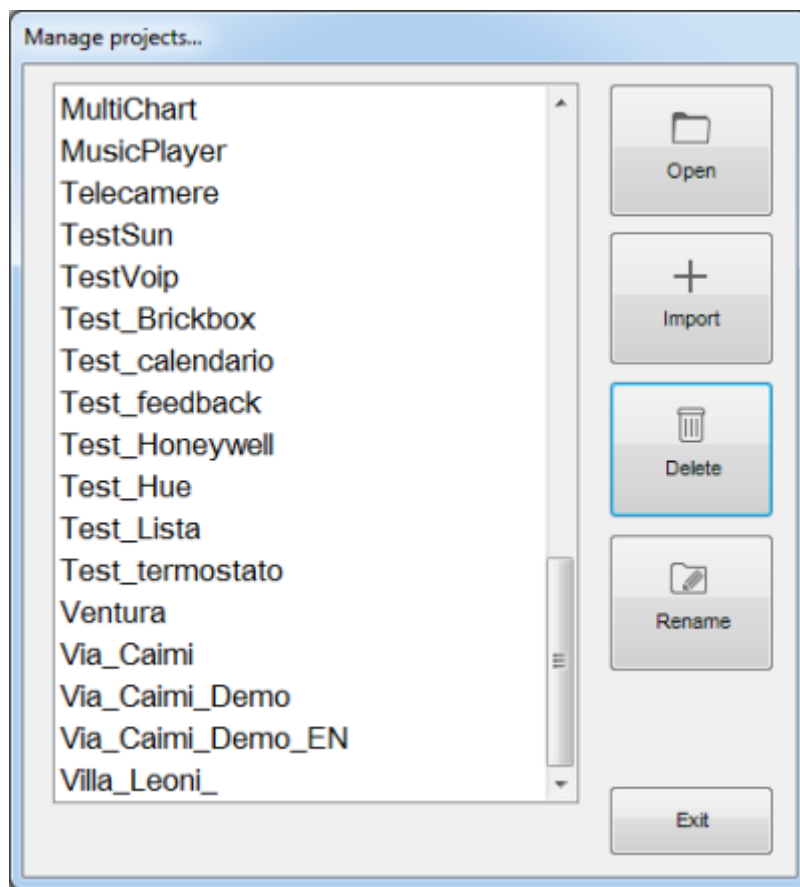 Manage projects...
MultiChart
MusicPlayer
Telecamere
TestSun
TestVoip
Test_Brickbox
Test_calendario
Test_feedback
Test_Honeywell
Test_Hue
Test_Lista
Test_termostato
Ventura
Via_Caimi
Via_Caimi_Demo
Via_Caimi_Demo_EN
Villa_Leoni_
Open
Import
Delete
Rename
Exit